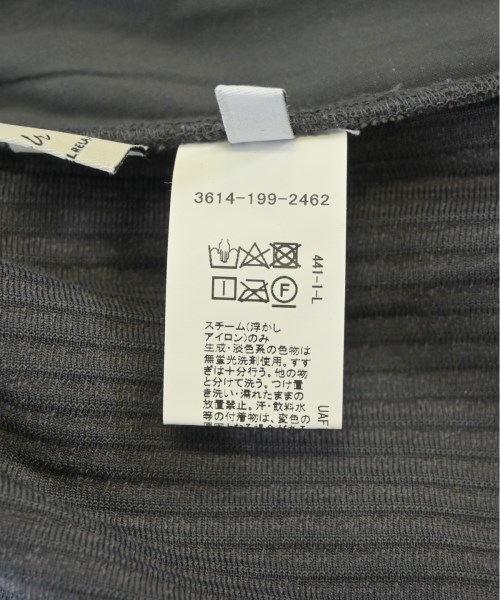 3614-199-2462
441-1-L
F
スチーム(浮かし
アイロン)のみ
生成・淡色系の色物は
無蛍光洗剤使用。すす
ぎは十分行う。他の物
と分けて洗う。つけ置
き洗い・濡れたままの
放置禁止。汗・飲料水
等の付着物は、変色の
UAF